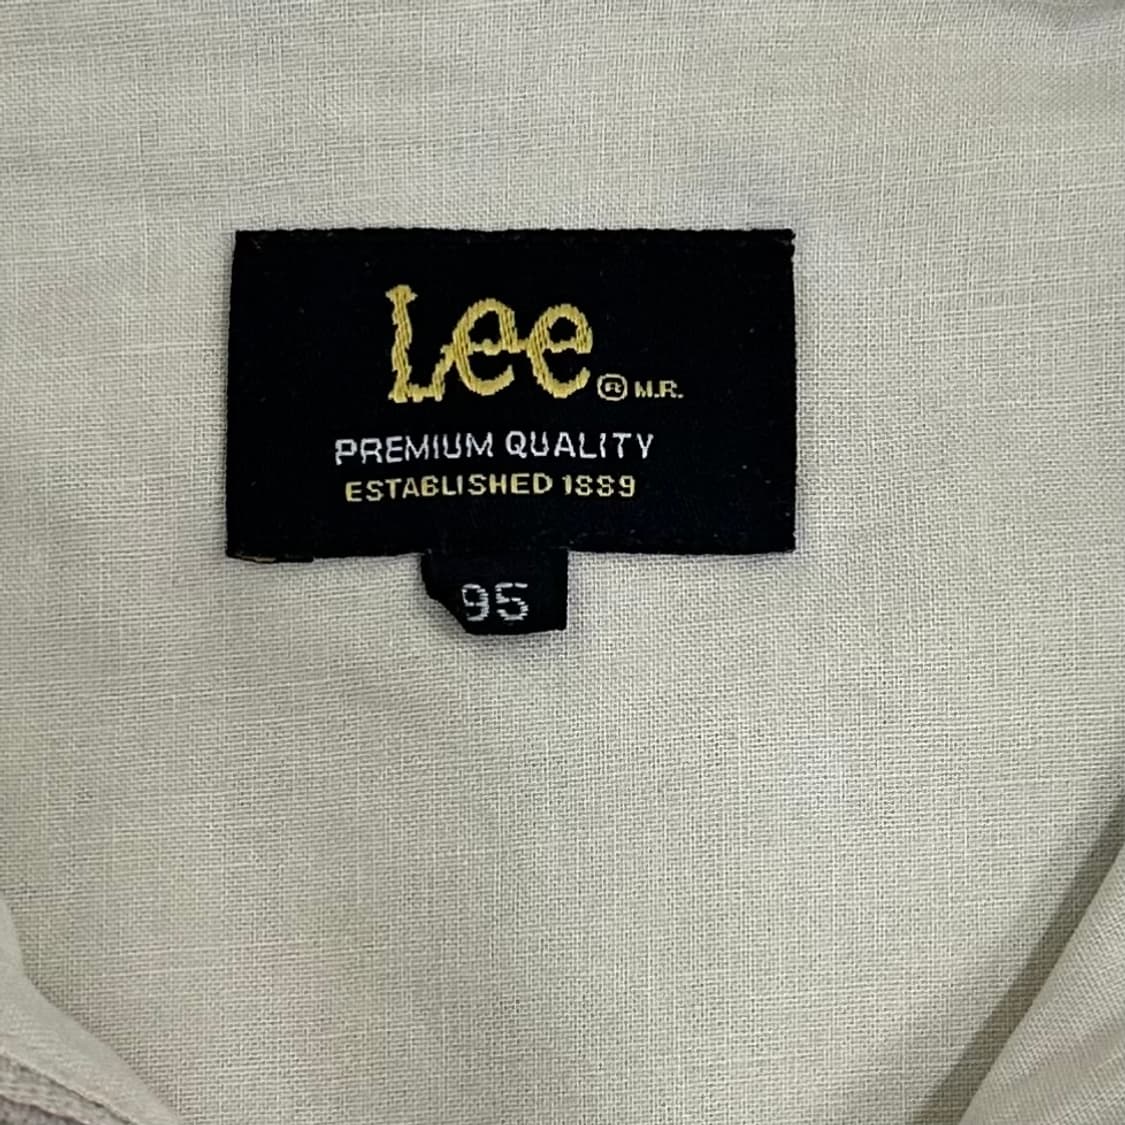 Lee ® M.R.
PREMIUM QUALITY
ESTABLISHED 1889
95